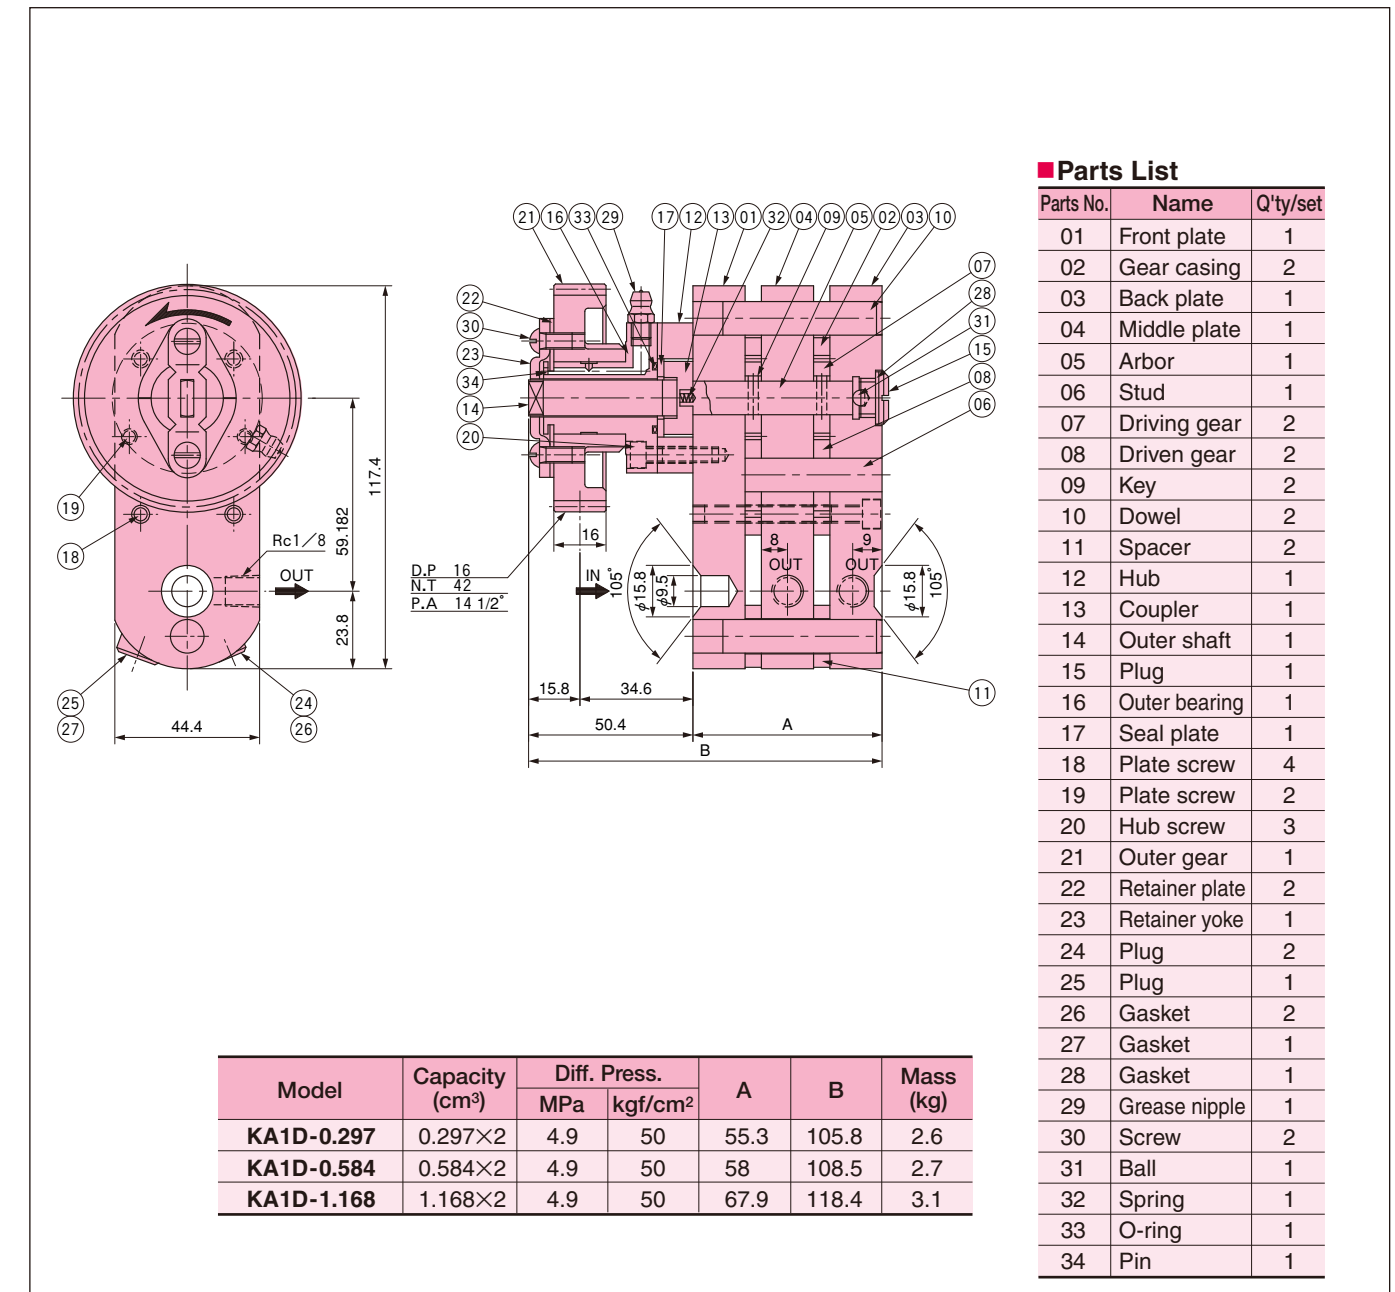 21 16 33 29 17 12 13 01 32 04 09 05 02 03 10
07
28
31
15
08
06
11
22
30
23
34
14
20
19
18
25
27
24
26
Rc1/8
OUT
117.4
59.182
23.8
44.4
D.P 16
N.T 42
P.A 14 1/2°
16
IN
105°
φ15.8
φ9.5
8
OUT
9
OUT
φ15.8
105°
15.8
34.6
50.4
A
B
Parts List
Parts No. Name Q'ty/set
01 Front plate 1
02 Gear casing 2
03 Back plate 1
04 Middle plate 1
05 Arbor 1
06 Stud 1
07 Driving gear 2
08 Driven gear 2
09 Key 2
10 Dowel 2
11 Spacer 2
12 Hub 1
13 Coupler 1
14 Outer shaft 1
15 Plug 1
16 Outer bearing 1
17 Seal plate 1
18 Plate screw 4
19 Plate screw 2
20 Hub screw 3
21 Outer gear 1
22 Retainer plate 2
23 Retainer yoke 1
24 Plug 2
25 Plug 1
26 Gasket 2
27 Gasket 1
28 Gasket 1
29 Grease nipple 1
30 Screw 2
31 Ball 1
32 Spring 1
33 O-ring 1
34 Pin 1
Model Capacity (cm³) Diff. Press. A B Mass (kg)
MPa kgf/cm²
KA1D-0.297 0.297×2 4.9 50 55.3 105.8 2.6
KA1D-0.584 0.584×2 4.9 50 58 108.5 2.7
KA1D-1.168 1.168×2 4.9 50 67.9 118.4 3.1